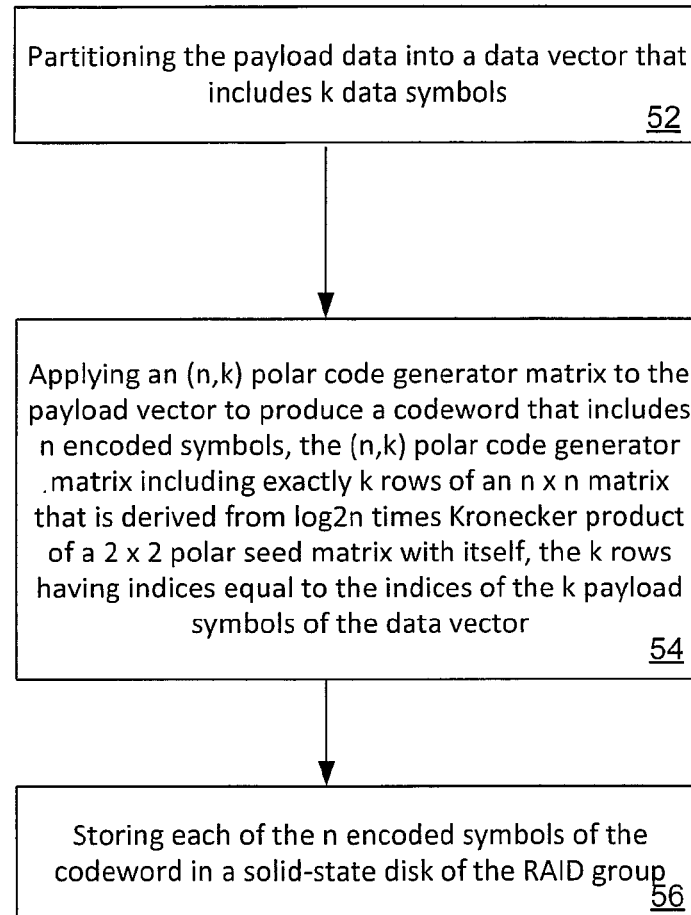 Partitioning the payload data into a data vector that
includes k data symbols
52
Applying an (n,k) polar code generator matrix to the
payload vector to produce a codeword that includes
n encoded symbols, the (n,k) polar code generator
.matrix including exactly k rows of an n x n matrix
that is derived from log2n times Kronecker product
of a 2 x 2 polar seed matrix with itself, the k rows
having indices equal to the indices of the k payload
symbols of the data vector
54
Storing each of the n encoded symbols of the
codeword in a solid-state disk of the RAID group
56